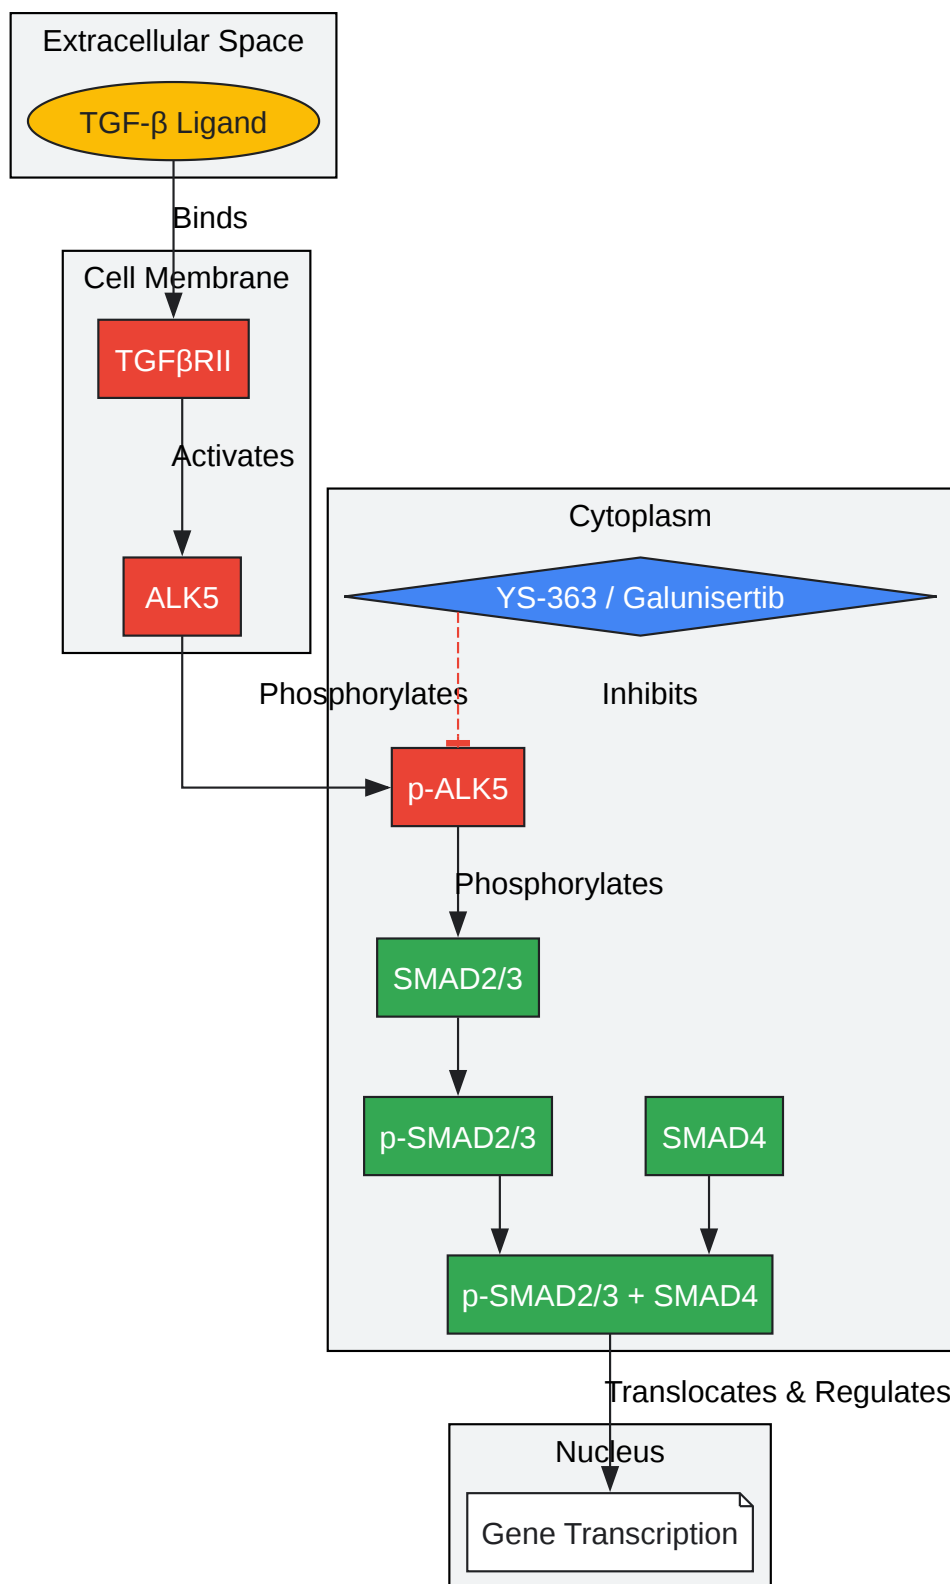 Extracellular Space
TGF-β Ligand
Binds
Cell Membrane
TGFβRII
Activates
Cytoplasm
ALK5
YS-363 / Galunisertib
Phosphorylates
Inhibits
p-ALK5
Phosphorylates
SMAD2/3
p-SMAD2/3
SMAD4
p-SMAD2/3 + SMAD4
Translocates & Regulates
Nucleus
Gene Transcription